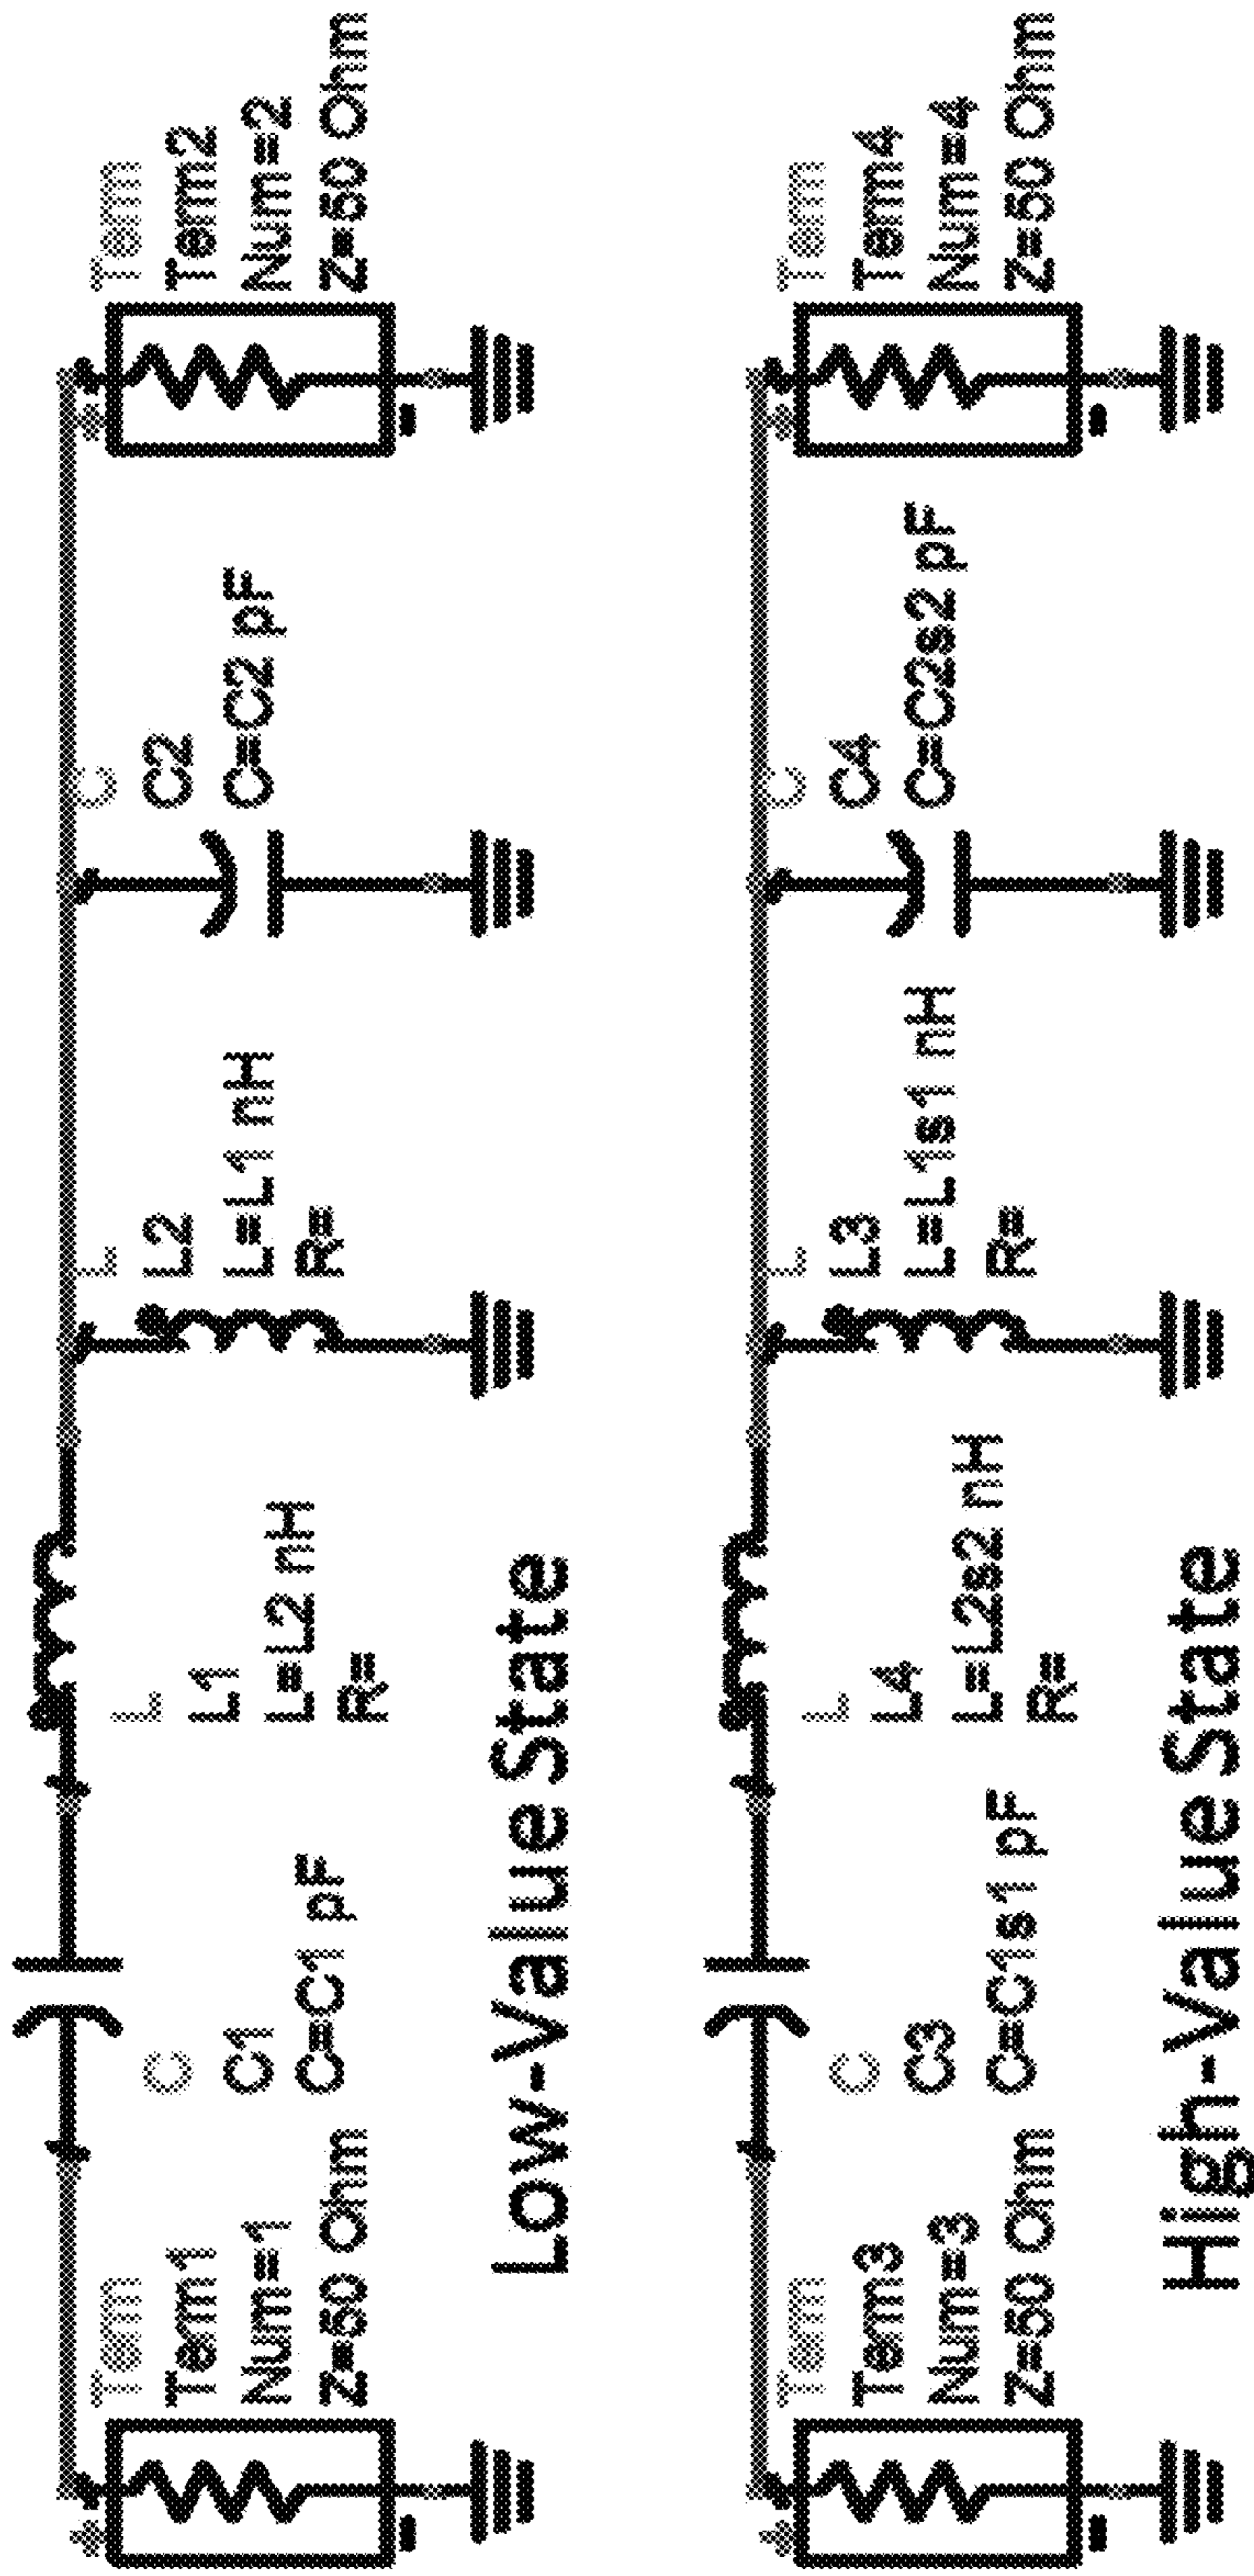 Term
Term1
Num=1
Z=50 Ohm
C
C1
C=C1 pF
L
L1
L=L2 nH
R=
L
L2
L=L1 nH
R=
C
C2
C=C2 pF
Term
Term2
Num=2
Z=50 Ohm
Low-Value State
Term
Term3
Num=3
Z=50 Ohm
C
C3
C=C1s1 pF
L
L4
L=L2s2 nH
R=
L
L3
L=L1s1 nH
R=
C
C4
C=C2s2 pF
Term
Term4
Num=4
Z=50 Ohm
High-Value State